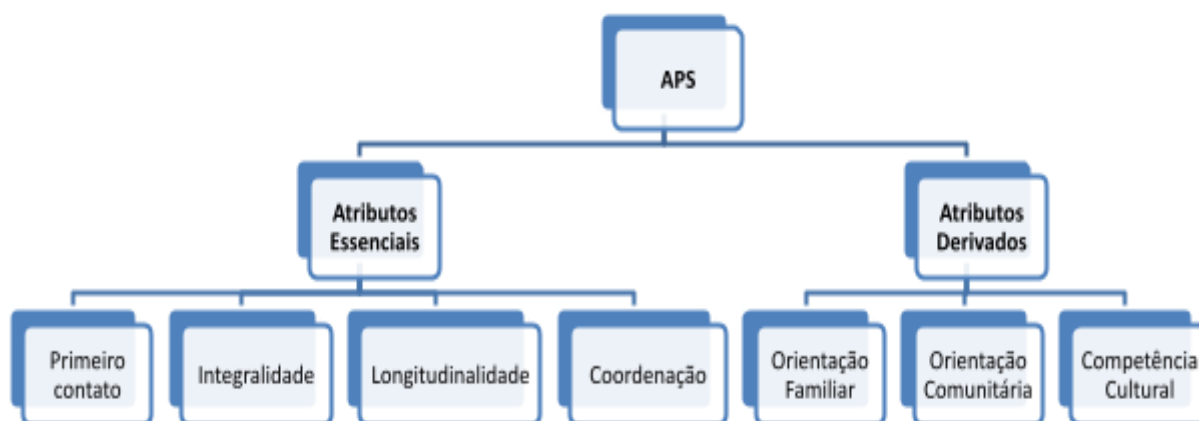 APS
Atributos
Essenciais
Atributos
Derivados
Primeiro
contato
Integralidade
Longitudinalidade
Coordenação
Orientação
Familiar
Orientação
Comunitária
Competência
Cultural